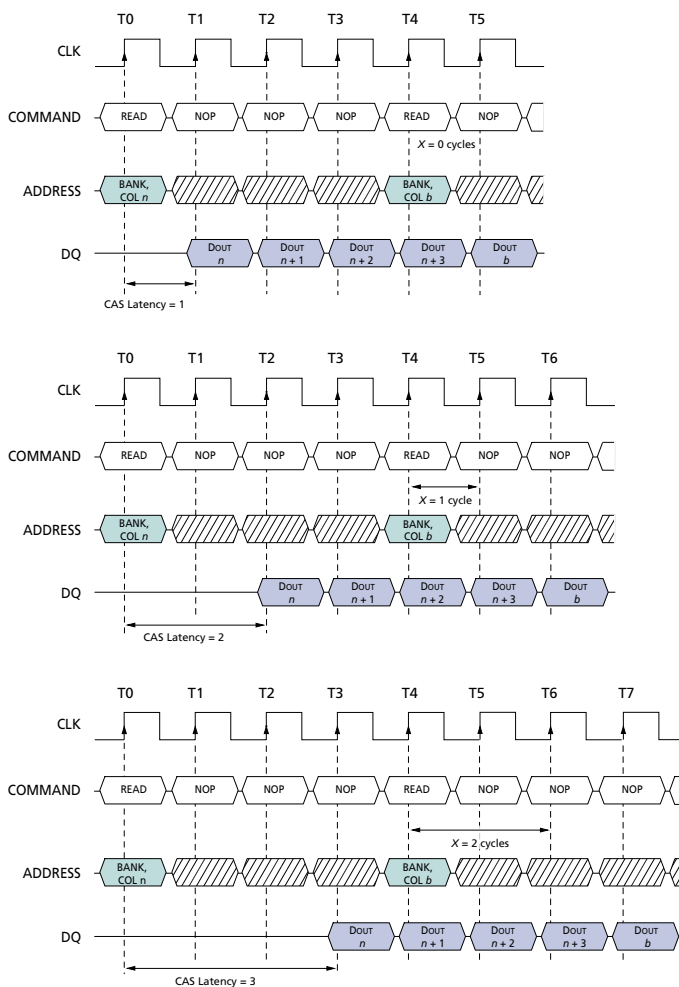 T0 T1 T2 T3 T4 T5
CLK
COMMAND READ NOP NOP NOP READ NOP
X = 0 cycles
ADDRESS BANK, COL n BANK, COL b
DQ DOUT n DOUT n + 1 DOUT n + 2 DOUT n + 3 DOUT b
CAS Latency = 1
T0 T1 T2 T3 T4 T5 T6
CLK
COMMAND READ NOP NOP NOP READ NOP NOP
X = 1 cycle
ADDRESS BANK, COL n BANK, COL b
DQ DOUT n DOUT n + 1 DOUT n + 2 DOUT n + 3 DOUT b
CAS Latency = 2
T0 T1 T2 T3 T4 T5 T6 T7
CLK
COMMAND READ NOP NOP NOP READ NOP NOP NOP
X = 2 cycles
ADDRESS BANK, COL n BANK, COL b
DQ DOUT n DOUT n + 1 DOUT n + 2 DOUT n + 3 DOUT b
CAS Latency = 3